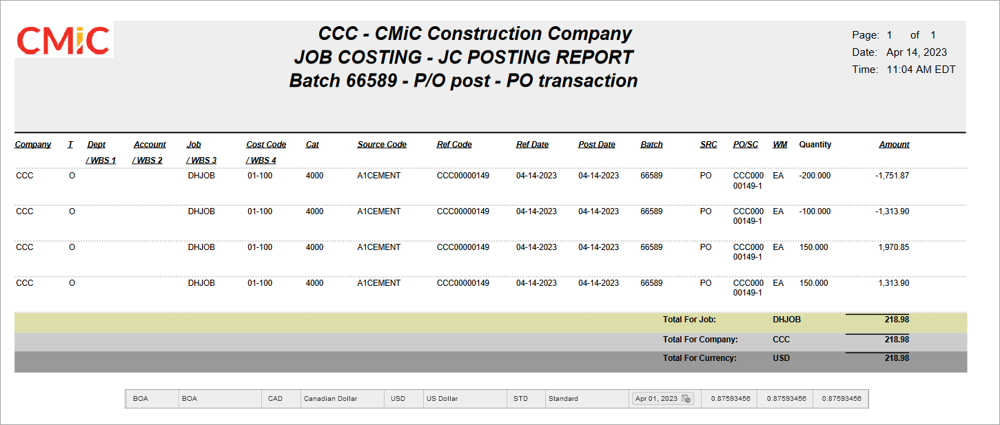 CMiC
CCC - CMiC Construction Company
JOB COSTING - JC POSTING REPORT
Batch 66589 - P/O post - PO transaction
Page: 1 of 1
Date: Apr 14, 2023
Time: 11:04 AM EDT
Company T Dept Account Job Cost Code Cat Source Code Ref Code Ref Date Post Date Batch SRC PO/SC WM Quantity Amount
/ WBS 1 / WBS 2 / WBS 3 / WBS 4
CCC O DHJOB 01-100 4000 A1CEMENT CCC00000149 04-14-2023 04-14-2023 66589 PO CCC000 EA -200.000 -1,751.87
00149-1
CCC O DHJOB 01-100 4000 A1CEMENT CCC00000149 04-14-2023 04-14-2023 66589 PO CCC000 EA -100.000 -1,313.90
00149-1
CCC O DHJOB 01-100 4000 A1CEMENT CCC00000149 04-14-2023 04-14-2023 66589 PO CCC000 EA 150.000 1,970.85
00149-1
CCC O DHJOB 01-100 4000 A1CEMENT CCC00000149 04-14-2023 04-14-2023 66589 PO CCC000 EA 150.000 1,313.90
00149-1
Total For Job: DHJOB 218.98
Total For Company: CCC 218.98
Total For Currency: USD 218.98
BOA BOA CAD Canadian Dollar USD US Dollar STD Standard Apr 01, 2023 0.87593456 0.87593456 0.87593456